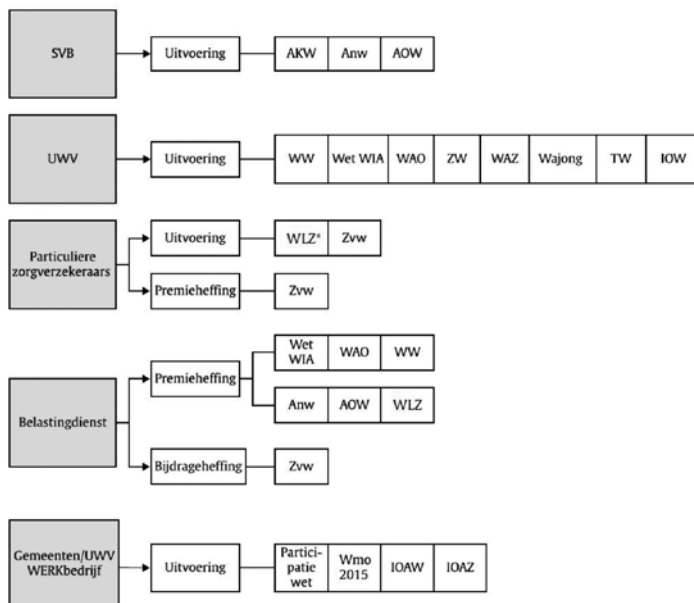 SVB
Uitvoering
AKW Anw AOW
UWV
Uitvoering
WW Wet WIA WAO ZW WAZ Wajong TW IOW
Particuliere
zorgverzekeraars
Uitvoering
WLZ* Zvw
Premieheffing
Zvw
Belastingdienst
Premieheffing
Wet
WIA
WAO WW
Anw AOW WLZ
Bijdrageheffing
Zvw
Gemeenten/UWV
WERKbedrijf
Uitvoering
Partici-
patie
wet
Wmo
2015
IOAW IOAZ